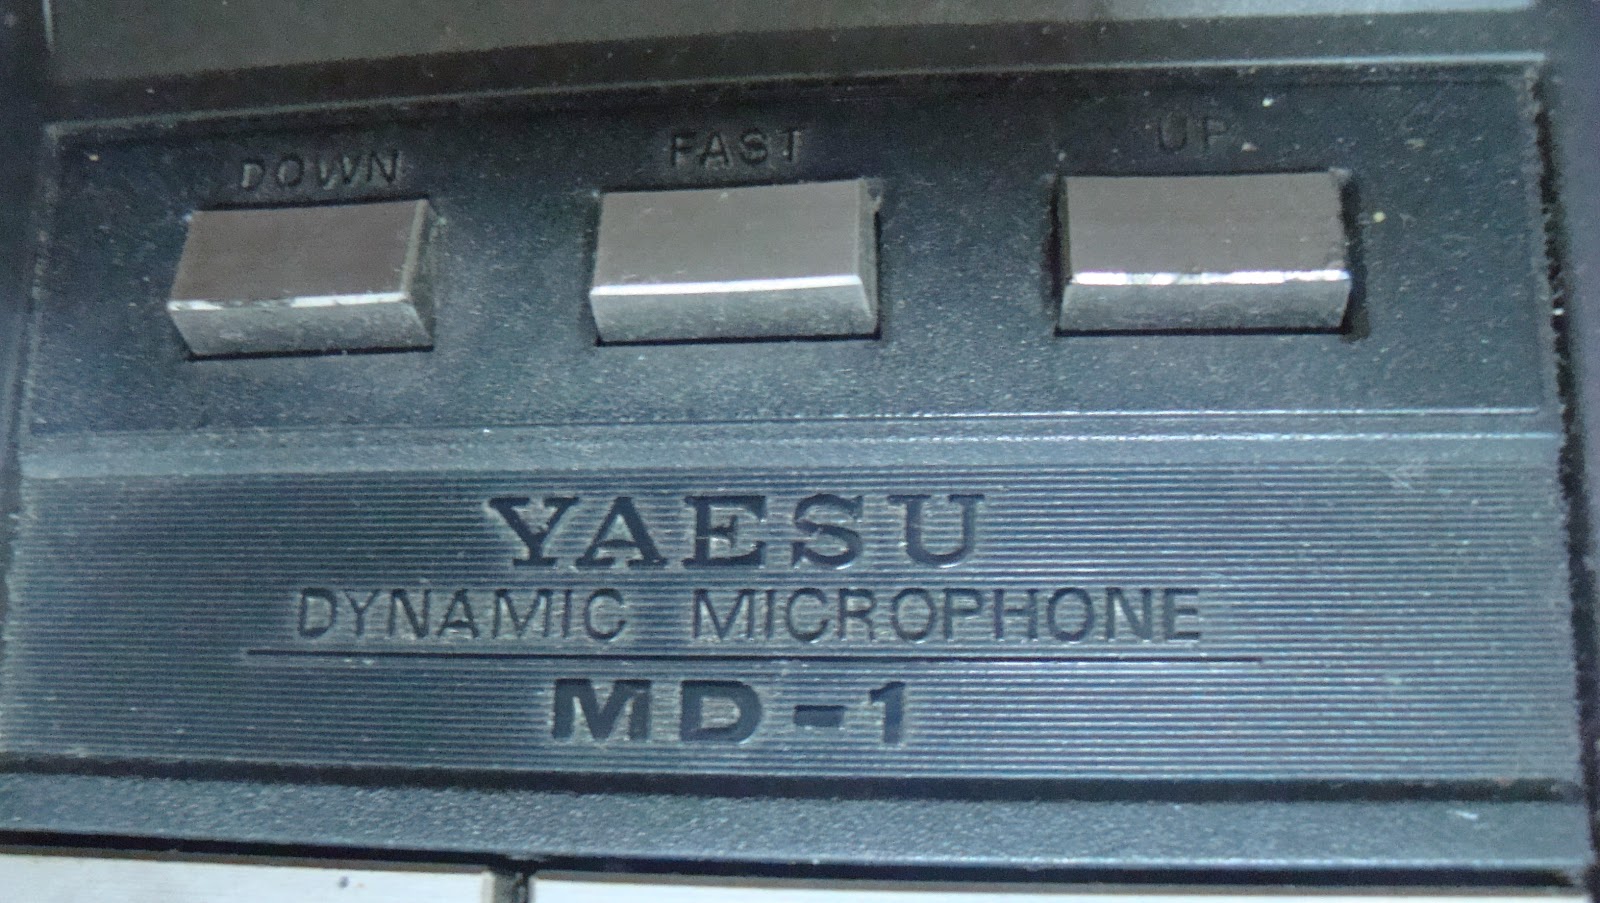 DOWN FAST UP
YAESU
DYNAMIC MICROPHONE
MD-1